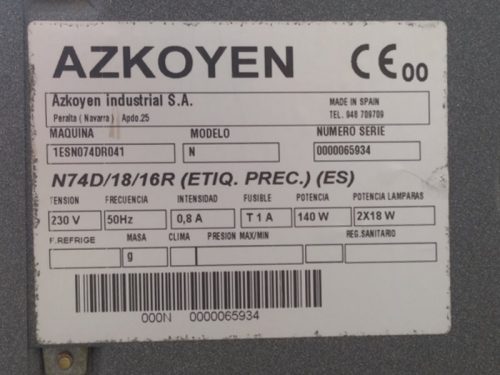 AZKOYEN CE 00
Azkoyen industrial S.A. MADE IN SPAIN
Peralta ( Navarra ) Apdo.25 TEL. 948 709709
MAQUINA MODELO NUMERO SERIE
1ESN074DR041 N 0000065934
N74D/18/16R (ETIQ. PREC.) (ES)
TENSION FRECUENCIA INTENSIDAD FUSIBLE POTENCIA POTENCIA LAMPARAS
230 V 50Hz 0,8 A T 1 A 140 W 2X18 W
F.REFRIGE MASA CLIMA PRESION MAX/MIN REG.SANITARIO
g
000N 0000065934